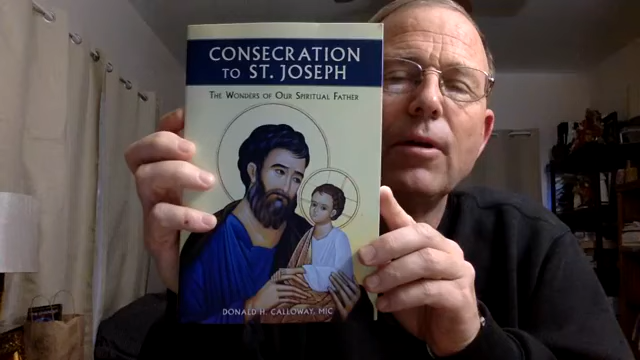 CONSECRATION
TO ST. JOSEPH
THE WONDERS OF OUR SPIRITUAL FATHER
DONALD H. CALLOWAY, MIC